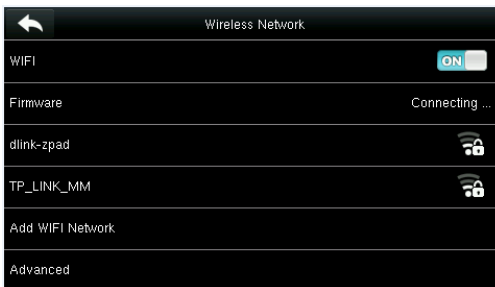 Wireless Network
WIFI ON
Firmware Connecting ...
dlink-zpad
TP_LINK_MM
Add WIFI Network
Advanced